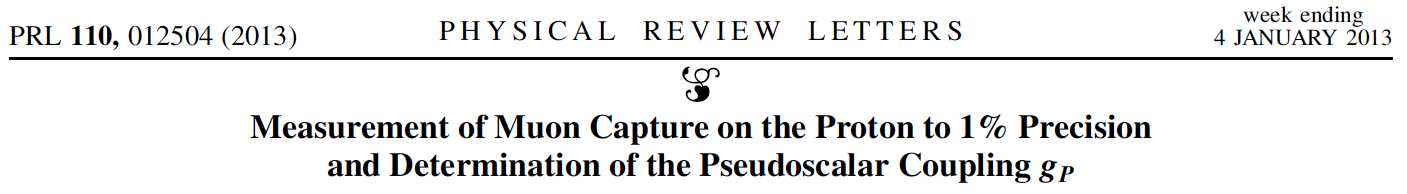 PRL 110, 012504 (2013)
PHYSICAL REVIEW LETTERS
week ending
4 JANUARY 2013
Measurement of Muon Capture on the Proton to 1% Precision
and Determination of the Pseudoscalar Coupling gP